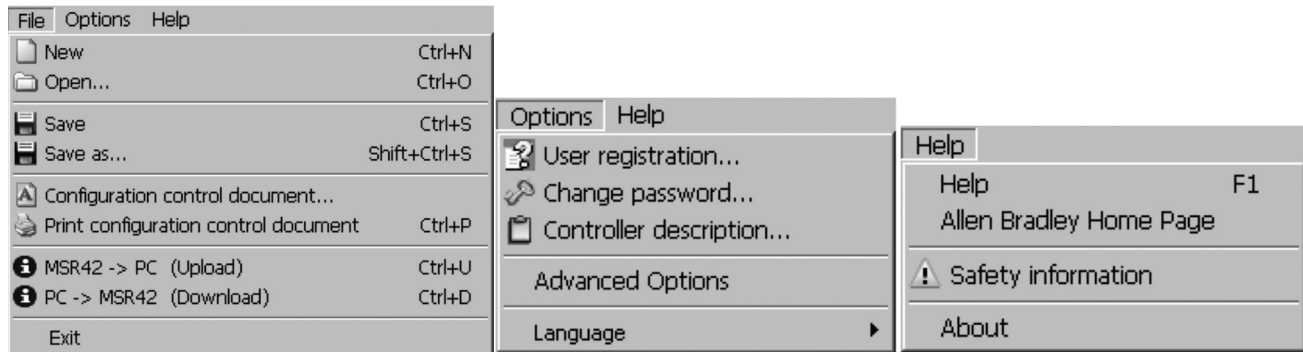 File Options Help
New Ctrl+N
Open... Ctrl+O
Save Ctrl+S
Save as... Shift+Ctrl+S
Configuration control document...
Print configuration control document Ctrl+P
MSR42 -> PC (Upload) Ctrl+U
PC -> MSR42 (Download) Ctrl+D
Exit
Options Help
User registration...
Change password...
Controller description...
Advanced Options
Language
Help
Help F1
Allen Bradley Home Page
Safety information
About